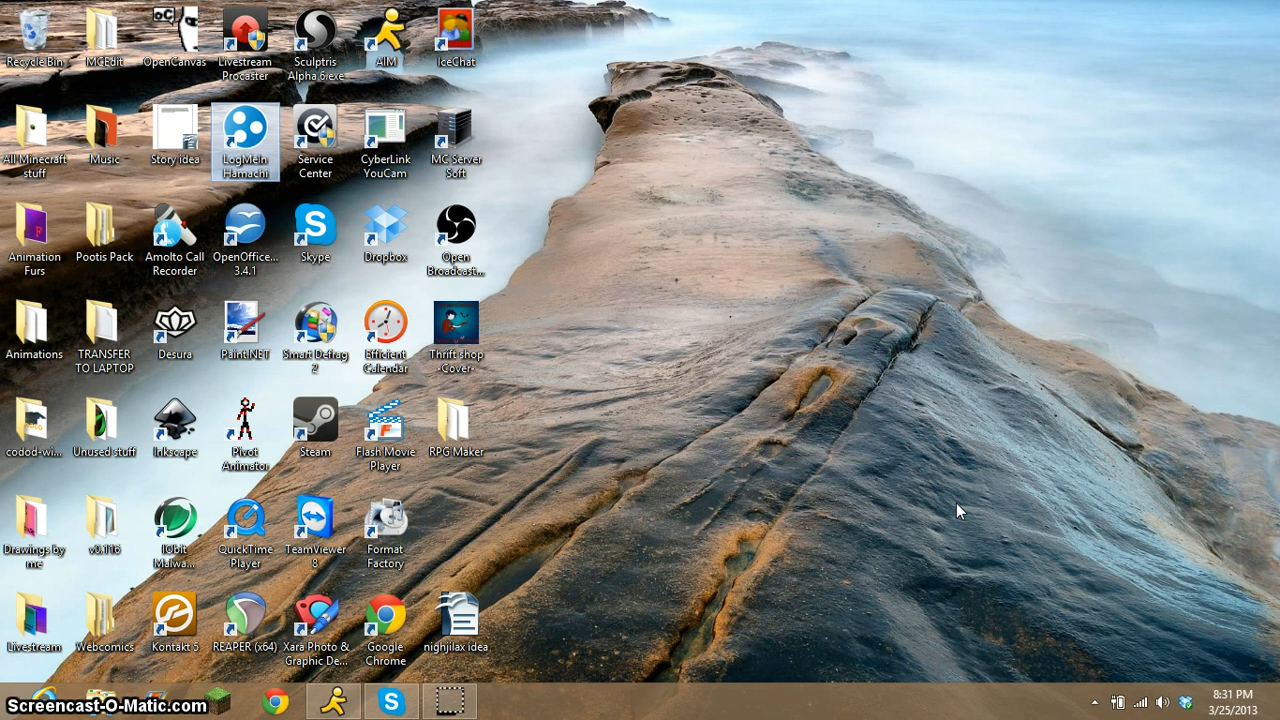 Recycle Bin
MCEdit
OpenCanvas
Livestream
Procaster
Sculptris
Alpha 6.exe
AIM
IceChat
All Minecraft
stuff
Music
Story idea
LogMeIn
Hamachi
Service
Center
CyberLink
YouCam
MC Server
Soft
Animation
Furs
Pootis Pack
Amolto Call
Recorder
OpenOffice...
3.4.1
Skype
Dropbox
Open
Broadcast...
Animations
TRANSFER
TO LAPTOP
Desura
Paint.NET
Smart Defrag
2
Efficient
Calendar
Thrift shop
-Cover-
codod-wi...
Unused stuff
Inkscape
Pivot
Animator
Steam
Flash Movie
Player
RPG Maker
Drawings by
me
v0.116
IObit
Malwa...
QuickTime
Player
TeamViewer
8
Format
Factory
Livestream
Webcomics
Kontakt 5
REAPER (x64)
Xara Photo &
Graphic De...
Google
Chrome
nighjilax idea
Screencast-O-Matic.com
8:31 PM
3/25/2013